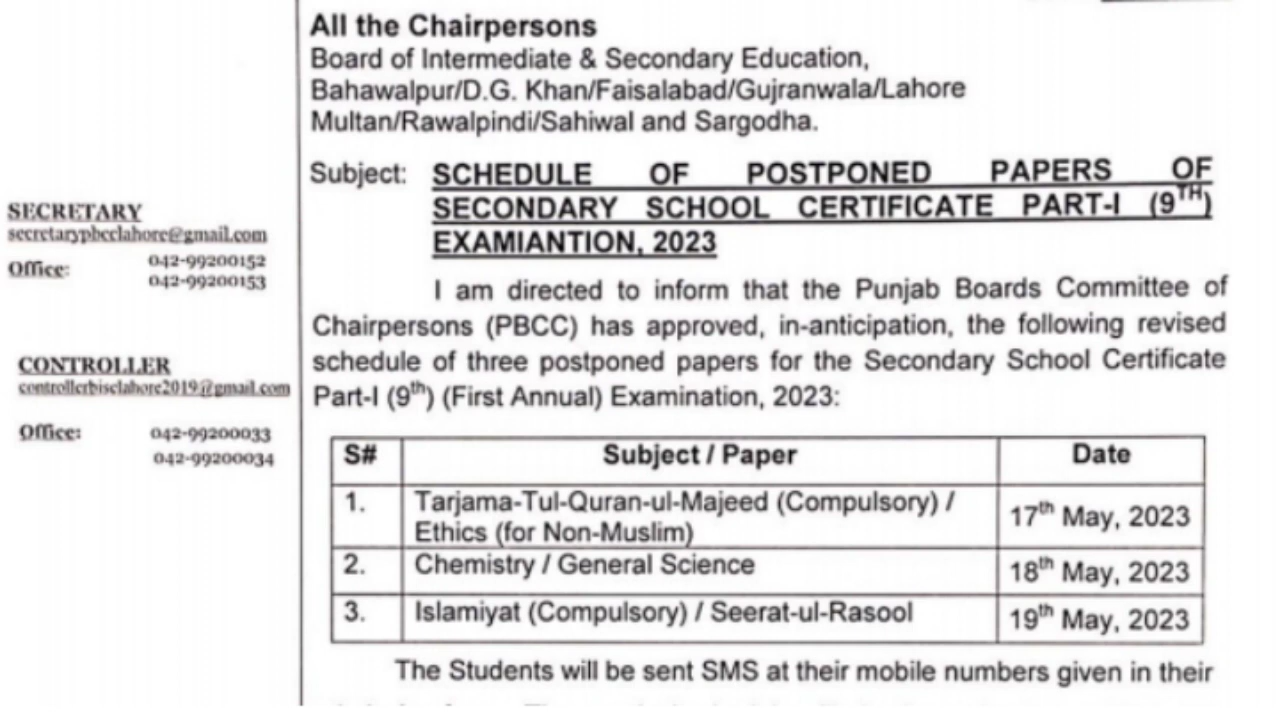 All the Chairpersons
Board of Intermediate & Secondary Education,
Bahawalpur/D.G. Khan/Faisalabad/Gujranwala/Lahore
Multan/Rawalpindi/Sahiwal and Sargodha.
Subject: SCHEDULE OF POSTPONED PAPERS OF
SECONDARY SCHOOL CERTIFICATE PART-I (9TH)
EXAMIANTION, 2023
SECRETARY
secretarypbcclahore@gmail.com
Office: 042-99200152
042-99200153
CONTROLLER
controllerbiselahore2019@gmail.com
Office: 042-99200033
042-99200034
I am directed to inform that the Punjab Boards Committee of
Chairpersons (PBCC) has approved, in-anticipation, the following revised
schedule of three postponed papers for the Secondary School Certificate
Part-I (9th) (First Annual) Examination, 2023:
S# Subject / Paper Date
1. Tarjama-Tul-Quran-ul-Majeed (Compulsory) /
Ethics (for Non-Muslim) 17th May, 2023
2. Chemistry / General Science 18th May, 2023
3. Islamiyat (Compulsory) / Seerat-ul-Rasool 19th May, 2023
The Students will be sent SMS at their mobile numbers given in their